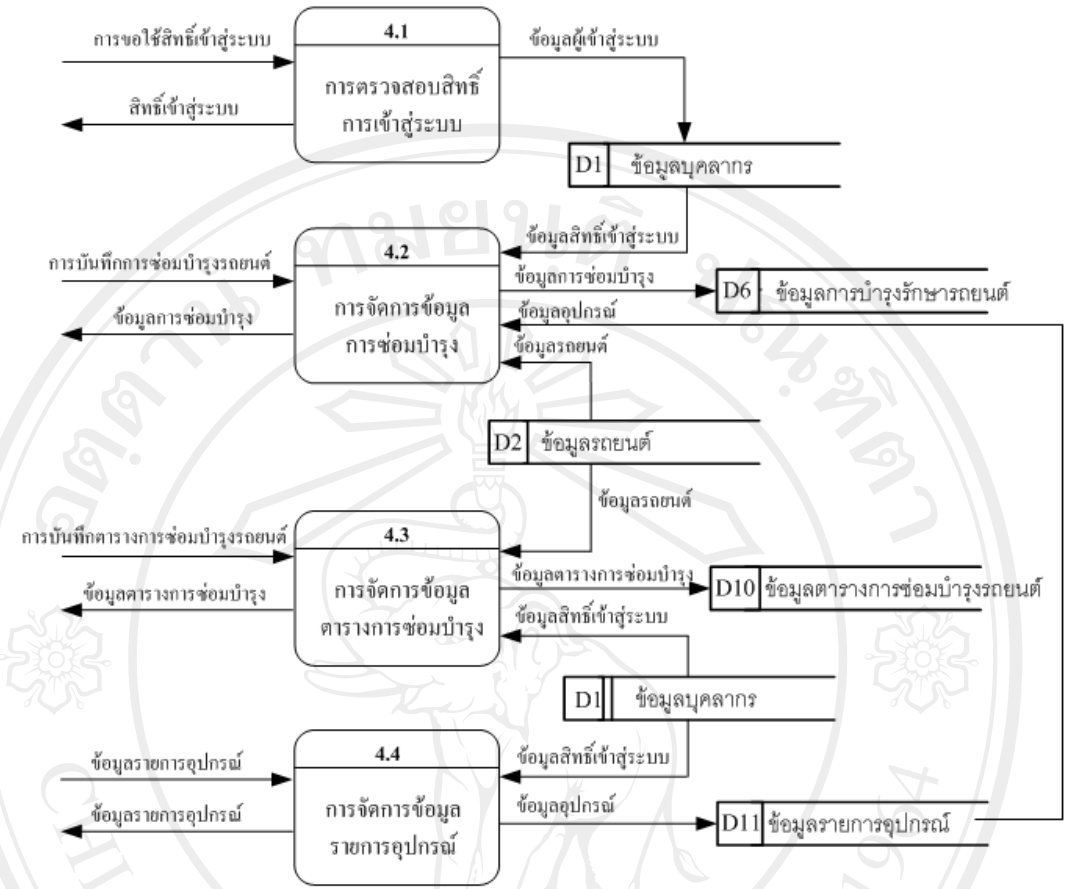 4.1
การขอใช้สิทธิ์เข้าสู่ระบบ
ข้อมูลผู้เข้าสู่ระบบ
การตรวจสอบสิทธิ์
สิทธิ์เข้าสู่ระบบ
การเข้าสู่ระบบ
D1 ข้อมูลบุคลากร
ข้อมูลสิทธิ์เข้าสู่ระบบ
4.2
การบันทึกการซ่อมบำรุงรถยนต์
ข้อมูลการซ่อมบำรุง
D6 ข้อมูลการบำรุงรักษารถยนต์
การจัดการข้อมูล
ข้อมูลอุปกรณ์
ข้อมูลการซ่อมบำรุง
การซ่อมบำรุง
ข้อมูลรถยนต์
D2 ข้อมูลรถยนต์
ข้อมูลรถยนต์
4.3
การบันทึกตารางการซ่อมบำรุงรถยนต์
ข้อมูลตารางการซ่อมบำรุง
D10 ข้อมูลตารางการซ่อมบำรุงรถยนต์
การจัดการข้อมูล
ข้อมูลตารางการซ่อมบำรุง
ข้อมูลสิทธิ์เข้าสู่ระบบ
ตารางการซ่อมบำรุง
D1 ข้อมูลบุคลากร
4.4
ข้อมูลสิทธิ์เข้าสู่ระบบ
ข้อมูลรายการอุปกรณ์
ข้อมูลอุปกรณ์
การจัดการข้อมูล
ข้อมูลรายการอุปกรณ์
D11 ข้อมูลรายการอุปกรณ์
รายการอุปกรณ์
1964